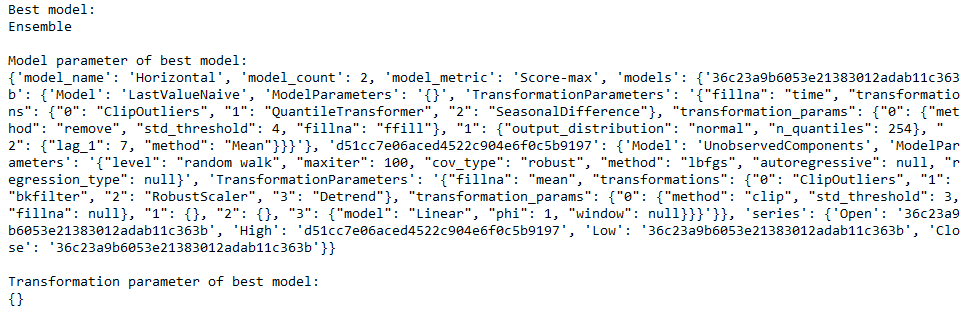 Best model:
Ensemble
Model parameter of best model:
{'model_name': 'Horizontal', 'model_count': 2, 'model_metric': 'Score-max', 'models': {'36c23a9b6053e21383012adab11c363
b': {'Model': 'LastValueNaive', 'ModelParameters': '{}', 'TransformationParameters': '{"fillna": "time", "transformatio
ns": {"0": "ClipOutliers", "1": "QuantileTransformer", "2": "SeasonalDifference"}, "transformation_params": {"0": {"met
hod": "remove", "std_threshold": 4, "fillna": "ffill"}, "1": {"output_distribution": "normal", "n_quantiles": 254}, "
2": {"lag_1": 7, "method": "Mean"}}}'}, 'd51cc7e06aced4522c904e6f0c5b9197': {'Model': 'UnobservedComponents', 'ModelPar
ameters': '{"level": "random walk", "maxiter": 100, "cov_type": "robust", "method": "lbfgs", "autoregressive": null, "r
egression_type": null}', 'TransformationParameters': '{"fillna": "mean", "transformations": {"0": "ClipOutliers", "1":
"bkfilter", "2": "RobustScaler", "3": "Detrend"}, "transformation_params": {"0": {"method": "clip", "std_threshold": 3,
"fillna": null}, "1": {}, "2": {}, "3": {"model": "Linear", "phi": 1, "window": null}}}'}}, 'series': {'Open': '36c23a9
b6053e21383012adab11c363b', 'High': 'd51cc7e06aced4522c904e6f0c5b9197', 'Low': '36c23a9b6053e21383012adab11c363b', 'Clo
se': '36c23a9b6053e21383012adab11c363b'}}
Transformation parameter of best model:
{}